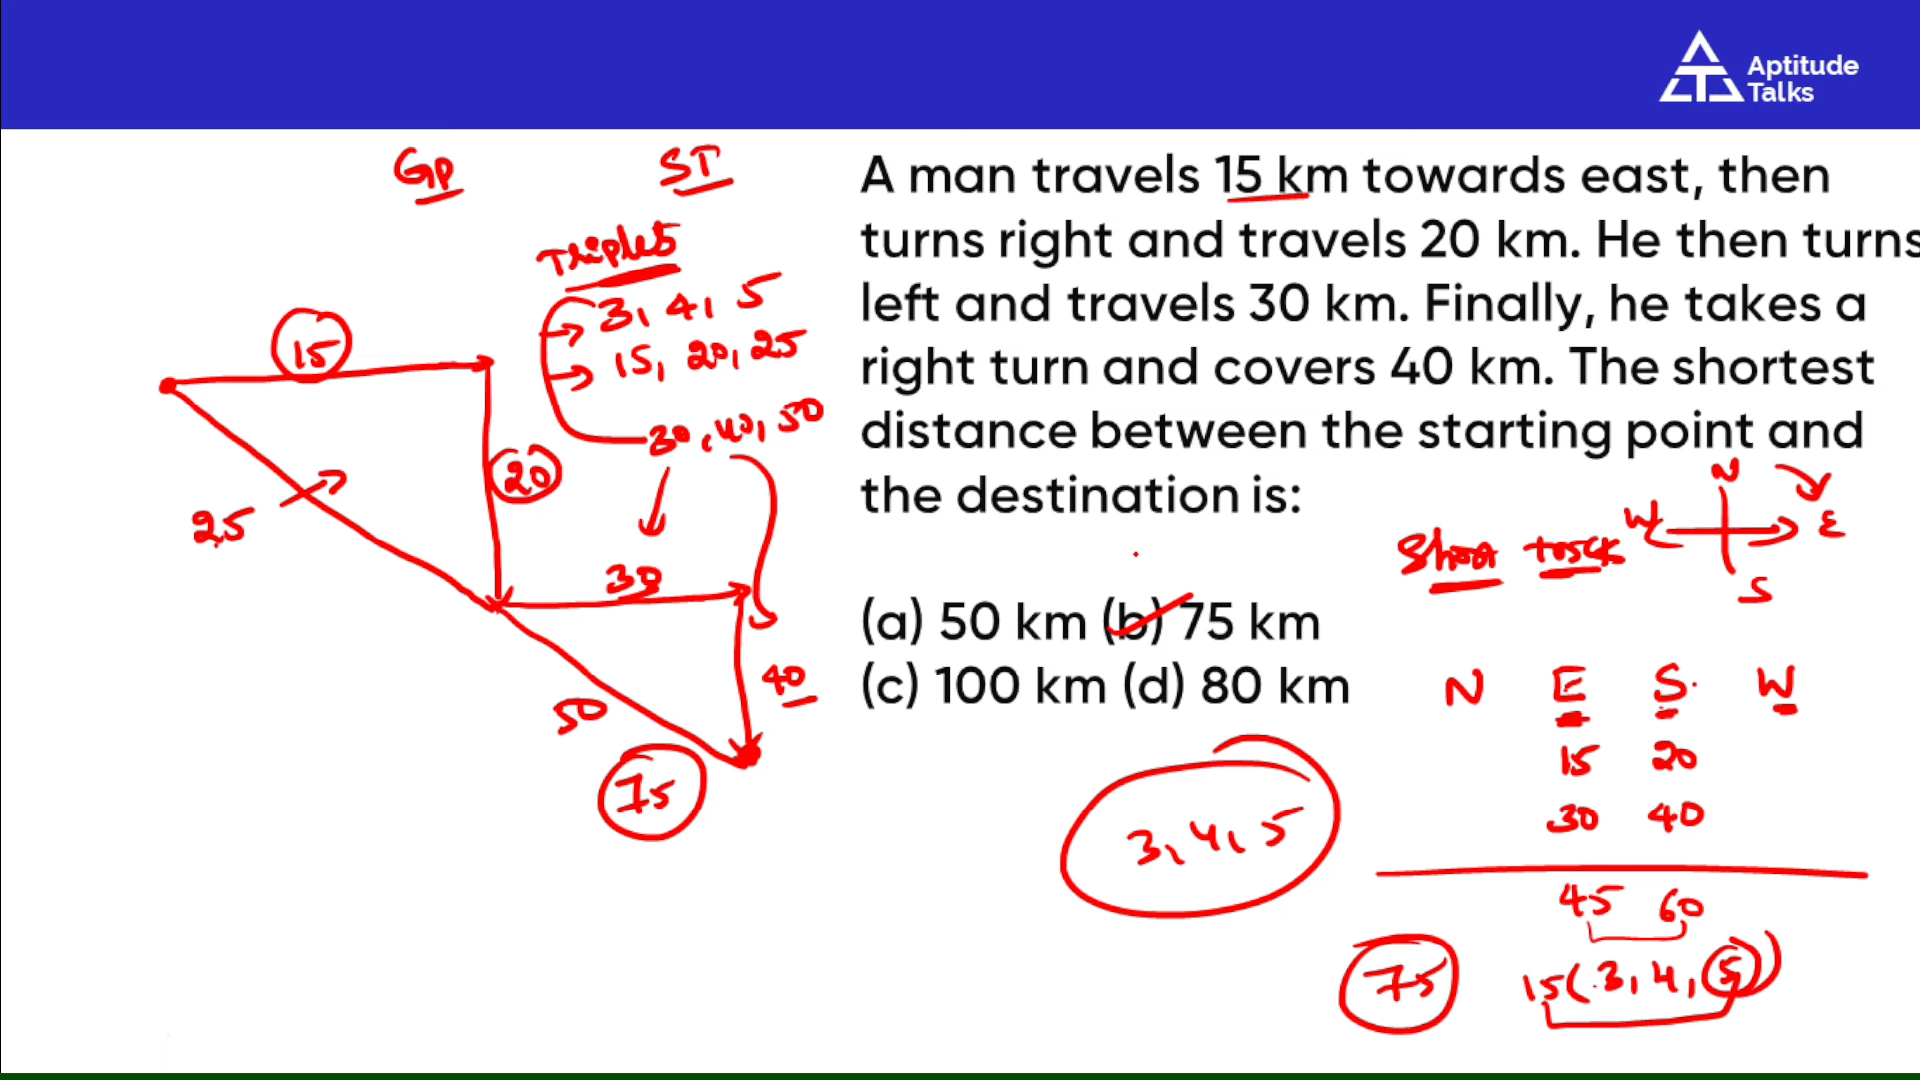 Aptitude
Talks
GP
ST
Triplets
3, 4, 5
15, 20, 25
30, 40, 50
15
20
25
30
40
50
75
A man travels 15 km towards east, then
turns right and travels 20 km. He then turns
left and travels 30 km. Finally, he takes a
right turn and covers 40 km. The shortest
distance between the starting point and
the destination is:
(a) 50 km (b) 75 km
(c) 100 km (d) 80 km
N
W E
S
N E S W
15 20
30 40
45 60
15(3, 4, 5)
75
3, 4, 5